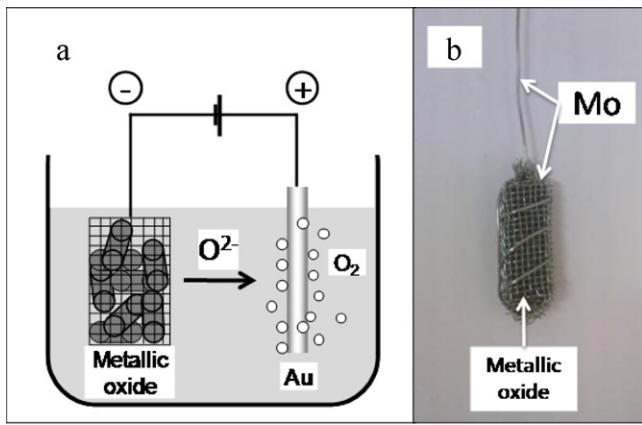 a
-
+
O²⁻
O₂
Metallic
oxide
Au
b
Mo
Metallic
oxide